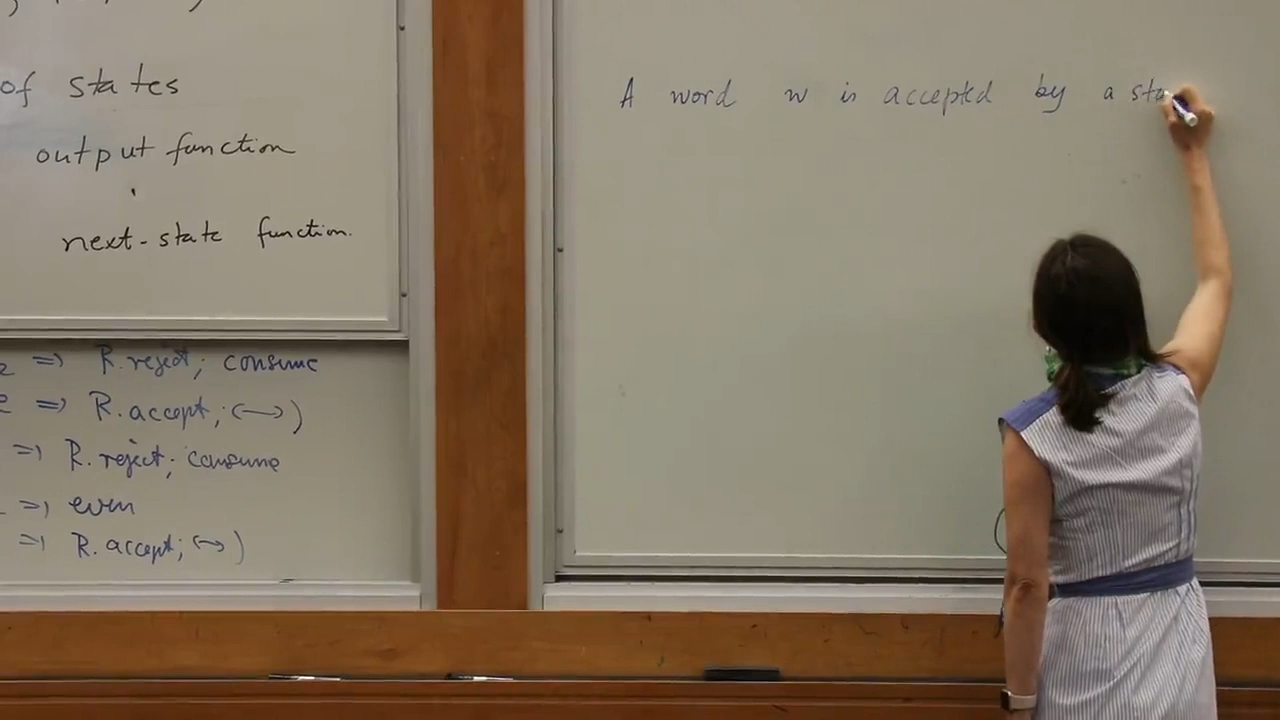 of states
output function
next-state function.
=> R.reject; consume
=> R.accept; (↔)
=> R.reject; consume
=> even
=> R.accept; (↔)
A word w is accepted by a sta